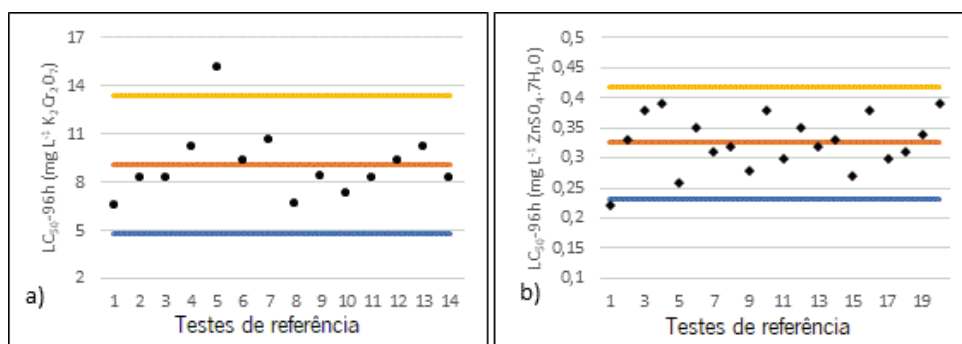 17
14
11
8
5
2
LC₅₀-96h (mg L⁻¹ K₂Cr₂O₇)
1 2 3 4 5 6 7 8 9 10 11 12 13 14
Testes de referência
a)
0,5
0,45
0,4
0,35
0,3
0,25
0,2
0,15
0,1
LC₅₀-96h (mg L⁻¹ ZnSO₄.7H₂O)
1 3 5 7 9 11 13 15 17 19
Testes de referência
b)